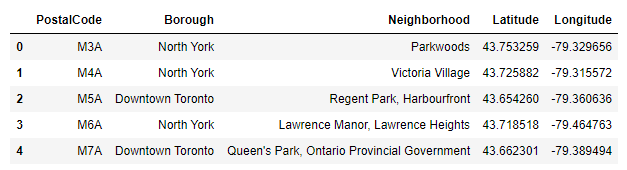 PostalCode Borough Neighborhood Latitude Longitude
0 M3A North York Parkwoods 43.753259 -79.329656
1 M4A North York Victoria Village 43.725882 -79.315572
2 M5A Downtown Toronto Regent Park, Harbourfront 43.654260 -79.360636
3 M6A North York Lawrence Manor, Lawrence Heights 43.718518 -79.464763
4 M7A Downtown Toronto Queen's Park, Ontario Provincial Government 43.662301 -79.389494